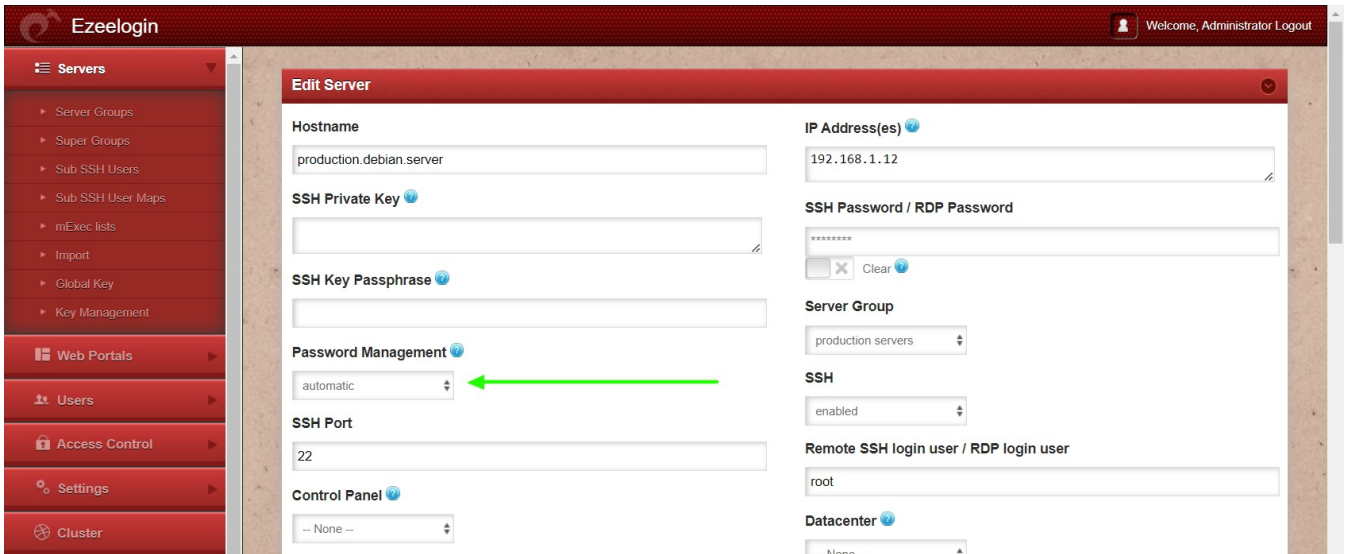 Ezeelogin
Welcome, Administrator Logout
Servers
Server Groups
Super Groups
Sub SSH Users
Sub SSH User Maps
mExec lists
Import
Global Key
Key Management
Web Portals
Users
Access Control
Settings
Cluster
Edit Server
Hostname
production.debian.server
SSH Private Key
SSH Key Passphrase
Password Management
automatic
SSH Port
22
Control Panel
-- None --
IP Address(es)
192.168.1.12
SSH Password / RDP Password
********
Clear
Server Group
production servers
SSH
enabled
Remote SSH login user / RDP login user
root
Datacenter
-- None --